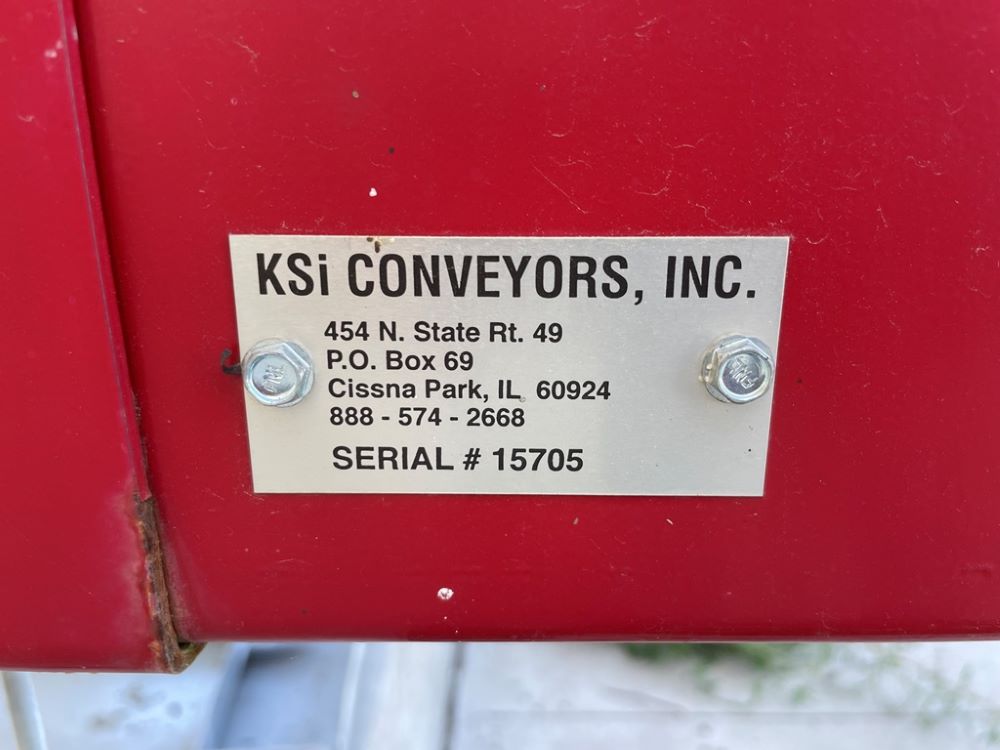 KSi CONVEYORS, INC.
454 N. State Rt. 49
P.O. Box 69
Cissna Park, IL 60924
888 - 574 - 2668
SERIAL # 15705